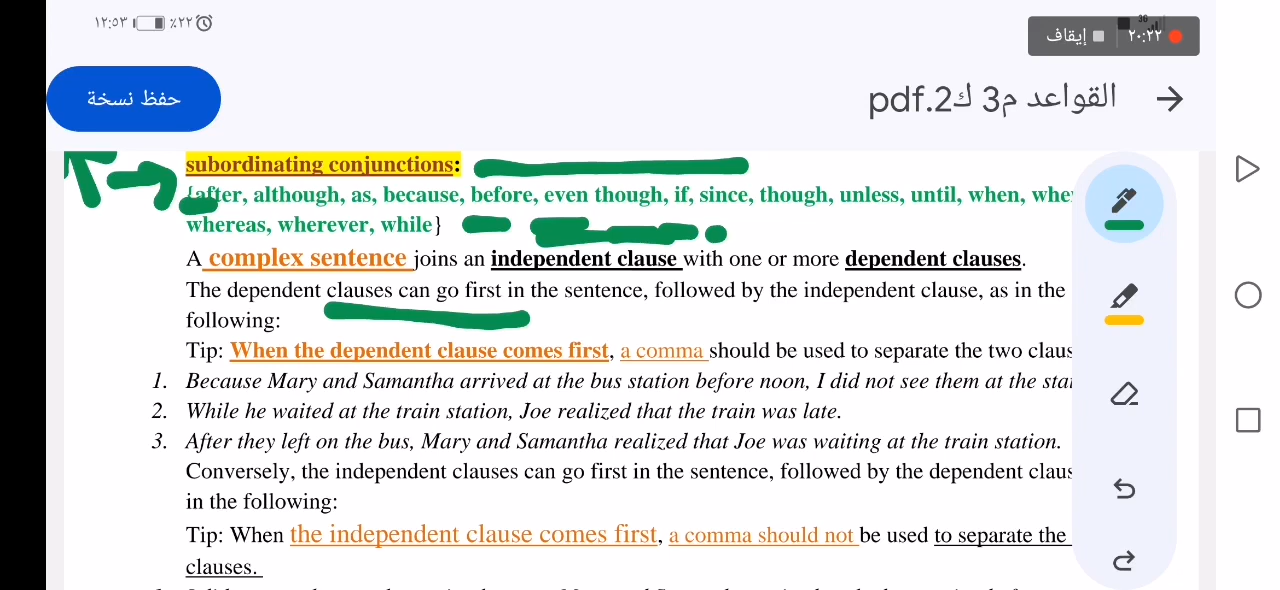 ١٢:٥٣ ٪٢٢
36
إيقاف ٢٠:٢٢
حفظ نسخة
القواعد م3 ك2.pdf
subordinating conjunctions:
{after, although, as, because, before, even though, if, since, though, unless, until, when,
whereas, wherever, while}
A complex sentence joins an independent clause with one or more dependent clauses.
The dependent clauses can go first in the sentence, followed by the independent clause, as in the
following:
Tip: When the dependent clause comes first, a comma should be used to separate the two claus
1. Because Mary and Samantha arrived at the bus station before noon, I did not see them at the
2. While he waited at the train station, Joe realized that the train was late.
3. After they left on the bus, Mary and Samantha realized that Joe was waiting at the train station.
Conversely, the independent clauses can go first in the sentence, followed by the dependent claus
in the following:
Tip: When the independent clause comes first, a comma should not be used to separate the
clauses.